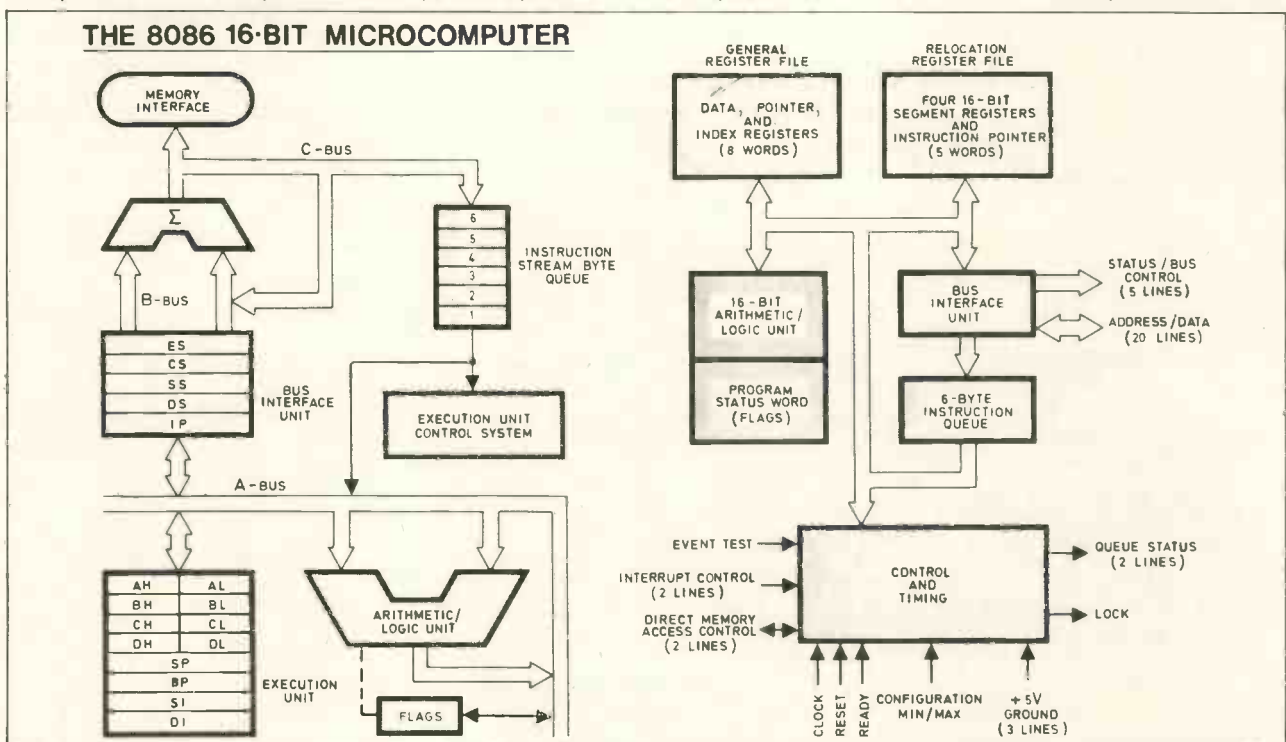 THE 8086 16-BIT MICROCOMPUTER
MEMORY
INTERFACE
C-BUS
Σ
B-BUS
6
5
4
3
2
1
INSTRUCTION
STREAM BYTE
QUEUE
ES
CS
SS
DS
IP
BUS
INTERFACE
UNIT
EXECUTION UNIT
CONTROL SYSTEM
A-BUS
AH AL
BH BL
CH CL
DH DL
SP
BP
SI
DI
EXECUTION
UNIT
ARITHMETIC/
LOGIC UNIT
FLAGS
GENERAL
REGISTER FILE
DATA, POINTER,
AND
INDEX REGISTERS
(8 WORDS)
RELOCATION
REGISTER FILE
FOUR 16-BIT
SEGMENT REGISTERS
AND
INSTRUCTION POINTER
(5 WORDS)
16-BIT
ARITHMETIC/
LOGIC UNIT
PROGRAM
STATUS WORD
(FLAGS)
BUS
INTERFACE
UNIT
STATUS/BUS
CONTROL
(5 LINES)
ADDRESS/DATA
(20 LINES)
6-BYTE
INSTRUCTION
QUEUE
EVENT TEST
INTERRUPT CONTROL
(2 LINES)
DIRECT MEMORY
ACCESS CONTROL
(2 LINES)
CONTROL
AND
TIMING
QUEUE STATUS
(2 LINES)
LOCK
CLOCK
RESET
READY
CONFIGURATION
MIN/MAX
+5V
GROUND
(3 LINES)